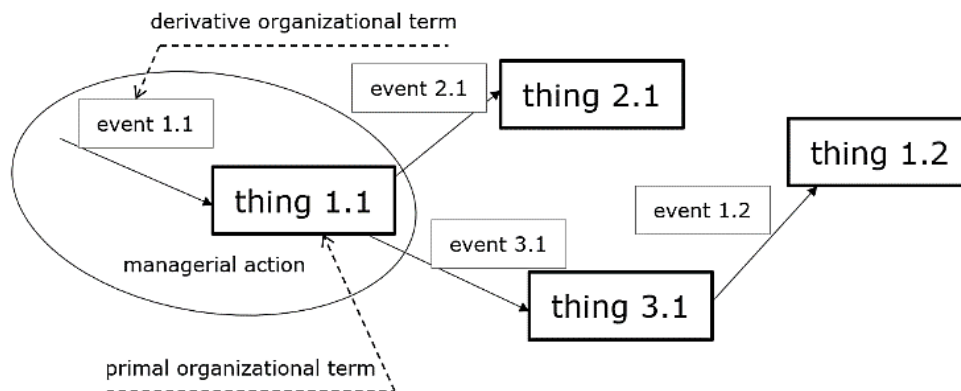 derivative organizational term
event 1.1
event 2.1
thing 2.1
thing 1.2
thing 1.1
event 1.2
event 3.1
managerial action
thing 3.1
primal organizational term